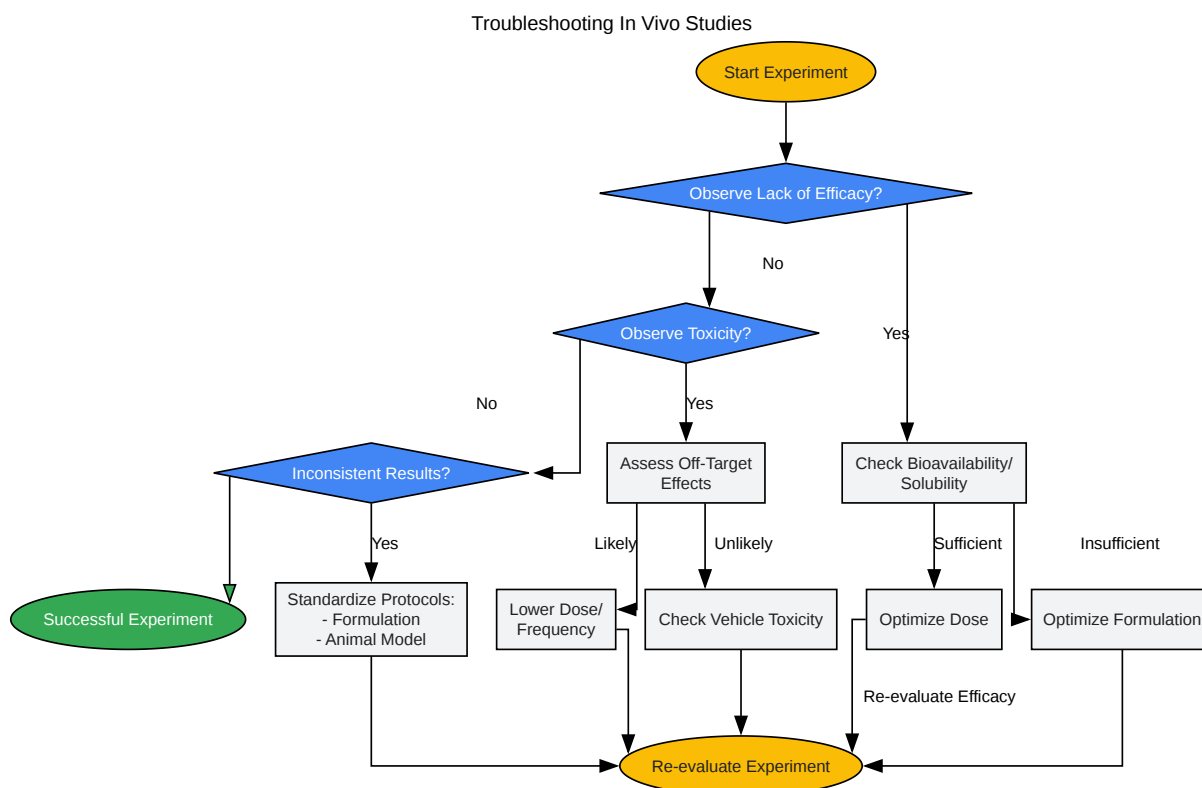 Troubleshooting In Vivo Studies
Start Experiment
Observe Lack of Efficacy?
No
Observe Toxicity?
Yes
No
Yes
Inconsistent Results?
Assess Off-Target
Effects
Check Bioavailability/
Solubility
Yes
Likely
Unlikely
Sufficient
Insufficient
Successful Experiment
Standardize Protocols:
- Formulation
- Animal Model
Lower Dose/
Frequency
Check Vehicle Toxicity
Optimize Dose
Optimize Formulation
Re-evaluate Efficacy
Re-evaluate Experiment